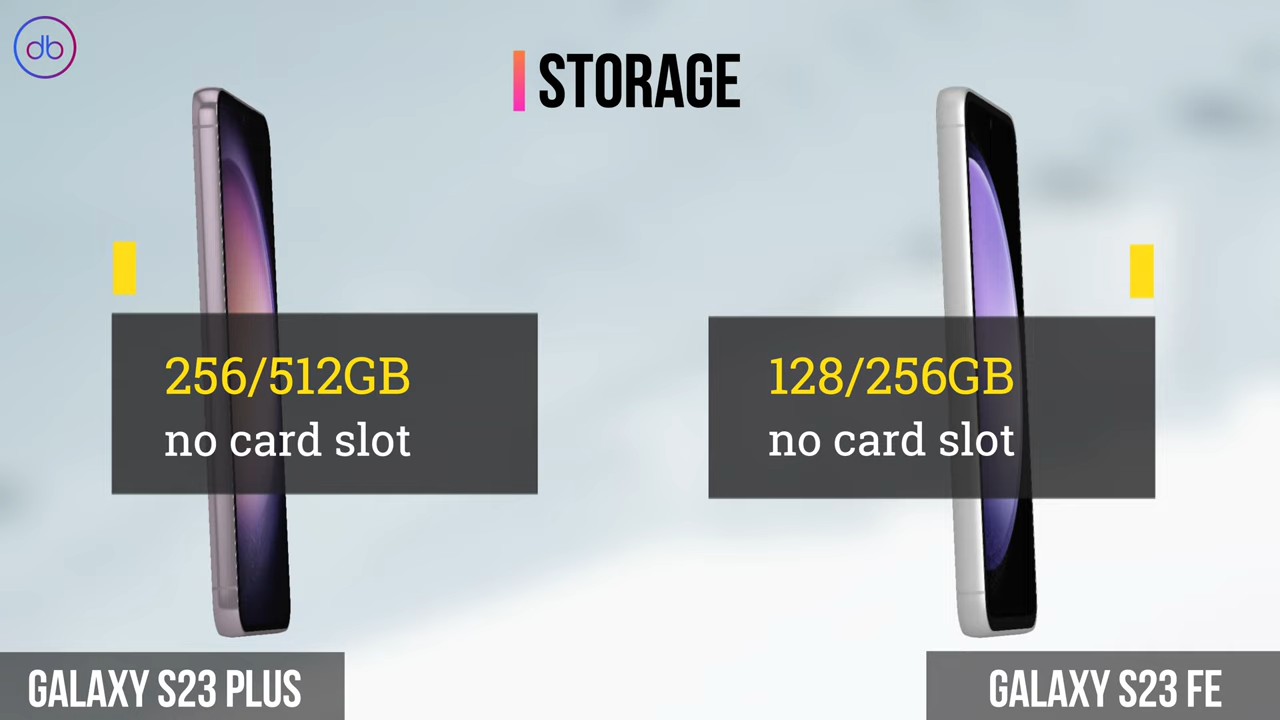 db
STORAGE
256/512GB
no card slot
128/256GB
no card slot
GALAXY S23 PLUS
GALAXY S23 FE